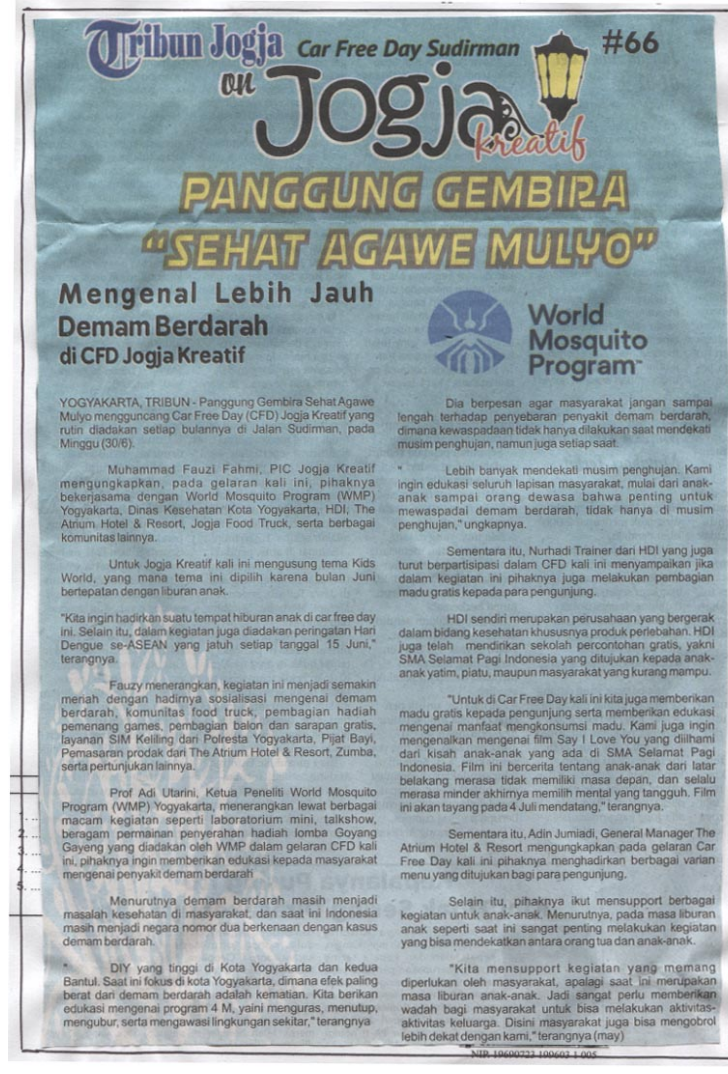 Tribun Jogja Car Free Day Sudirman #66
on Jogja
kreatif
PANGGUNG GEMBIRA
"SEHAT AGAWE MULYO"
Mengenal Lebih Jauh
Demam Berdarah
di CFD Jogja Kreatif
World
Mosquito
Program™
YOGYAKARTA, TRIBUN - Panggung Gembira Sehat Agawe
Mulyo mengguncang Car Free Day (CFD) Jogja Kreatif yang
rutin diadakan setiap bulannya di Jalan Sudirman, pada
Minggu (30/6).
Muhammad Fauzi Fahmi, PIC Jogja Kreatif
mengungkapkan, pada gelaran kali ini, pihaknya
bekerjasama dengan World Mosquito Program (WMP)
Yogyakarta, Dinas Kesehatan Kota Yogyakarta, HDI, The
Atrium Hotel & Resort, Jogja Food Truck, serta berbagai
komunitas lainnya.
Untuk Jogja Kreatif kali ini mengusung tema Kids
World, yang mana tema ini dipilih karena bulan Juni
bertepatan dengan liburan anak.
"Kita ingin hadirkan suatu tempat hiburan anak di car free day
ini. Selain itu, dalam kegiatan juga diadakan peringatan Hari
Dengue se-ASEAN yang jatuh setiap tanggal 15 Juni,"
terangnya.
Fauzy menerangkan, kegiatan ini menjadi semakin
meriah dengan hadirnya sosialisasi mengenai demam
berdarah, komunitas food truck, pembagian hadiah
pemenang games, pembagian balon dan sarapan gratis,
layanan SIM Keliling dari Polresta Yogyakarta, Pijat Bayi,
Pemasaran prodak dari The Atrium Hotel & Resort, Zumba,
serta pertunjukan lainnya.
Prof Adi Utarini, Ketua Peneliti World Mosquito
Program (WMP) Yogyakarta, menerangkan lewat berbagai
macam kegiatan seperti laboratorium mini, talkshow,
beragam permainan penyerahan hadiah lomba Goyang
Gayeng yang diadakan oleh WMP dalam gelaran CFD kali
ini, pihaknya ingin memberikan edukasi kepada masyarakat
mengenai penyakit demam berdarah
Menurutnya demam berdarah masih menjadi
masalah kesehatan di masyarakat, dan saat ini Indonesia
masih menjadi negara nomor dua berkenaan dengan kasus
demam berdarah.
" DIY yang tinggi di Kota Yogyakarta dan kedua
Bantul. Saat ini fokus di kota Yogyakarta, dimana efek paling
berat dari demam berdarah adalah kematian. Kita berikan
edukasi mengenai program 4 M, yaini menguras, menutup,
mengubur, serta mengawasi lingkungan sekitar," terangnya
Dia berpesan agar masyarakat jangan sampai
lengah terhadap penyebaran penyakit demam berdarah,
dimana kewaspadaan tidak hanya dilakukan saat mendekati
musim penghujan, namun juga setiap saat.
" Lebih banyak mendekati musim penghujan. Kami
ingin edukasi seluruh lapisan masyarakat, mulai dari anak-
anak sampai orang dewasa bahwa penting untuk
mewaspadai demam berdarah, tidak hanya di musim
penghujan," ungkapnya.
Sementara itu, Nurhadi Trainer dari HDI yang juga
turut berpartisipasi dalam CFD kali ini menyampaikan jika
dalam kegiatan ini pihaknya juga melakukan pembagian
madu gratis kepada para pengunjung.
HDI sendiri merupakan perusahaan yang bergerak
dalam bidang kesehatan khususnya produk perlebahan. HDI
juga telah mendirikan sekolah percontohan gratis, yakni
SMA Selamat Pagi Indonesia yang ditujukan kepada anak-
anak yatim, piatu, maupun masyarakat yang kurang mampu.
"Untuk di Car Free Day kali ini kita juga memberikan
madu gratis kepada pengunjung serta memberikan edukasi
mengenai manfaat mengkonsumsi madu. Kami juga ingin
mengenalkan mengenai film Say I Love You yang diilhami
dari kisah anak-anak yang ada di SMA Selamat Pagi
Indonesia. Film ini bercerita tentang anak-anak dari latar
belakang merasa tidak memiliki masa depan, dan selalu
merasa minder akhirnya memilih mental yang tangguh. Film
ini akan tayang pada 4 Juli mendatang," terangnya.
Sementara itu, Adin Jumiadi, General Manager The
Atrium Hotel & Resort mengungkapkan pada gelaran Car
Free Day kali ini pihaknya menghadirkan berbagai varian
menu yang ditujukan bagi para pengunjung.
Selain itu, pihaknya ikut mensupport berbagai
kegiatan untuk anak-anak. Menurutnya, pada masa liburan
anak seperti saat ini sangat penting melakukan kegiatan
yang bisa mendekatkan antara orang tua dan anak-anak.
"Kita mensupport kegiatan yang memang
diperlukan oleh masyarakat, apalagi saat ini merupakan
masa liburan anak-anak. Jadi sangat perlu memberikan
wadah bagi masyarakat untuk bisa melakukan aktivitas-
aktivitas keluarga. Disini masyarakat juga bisa mengobrol
lebih dekat dengan kami," terangnya (may)
1. ...
2. ...
3. ...
4. ...
5. ...